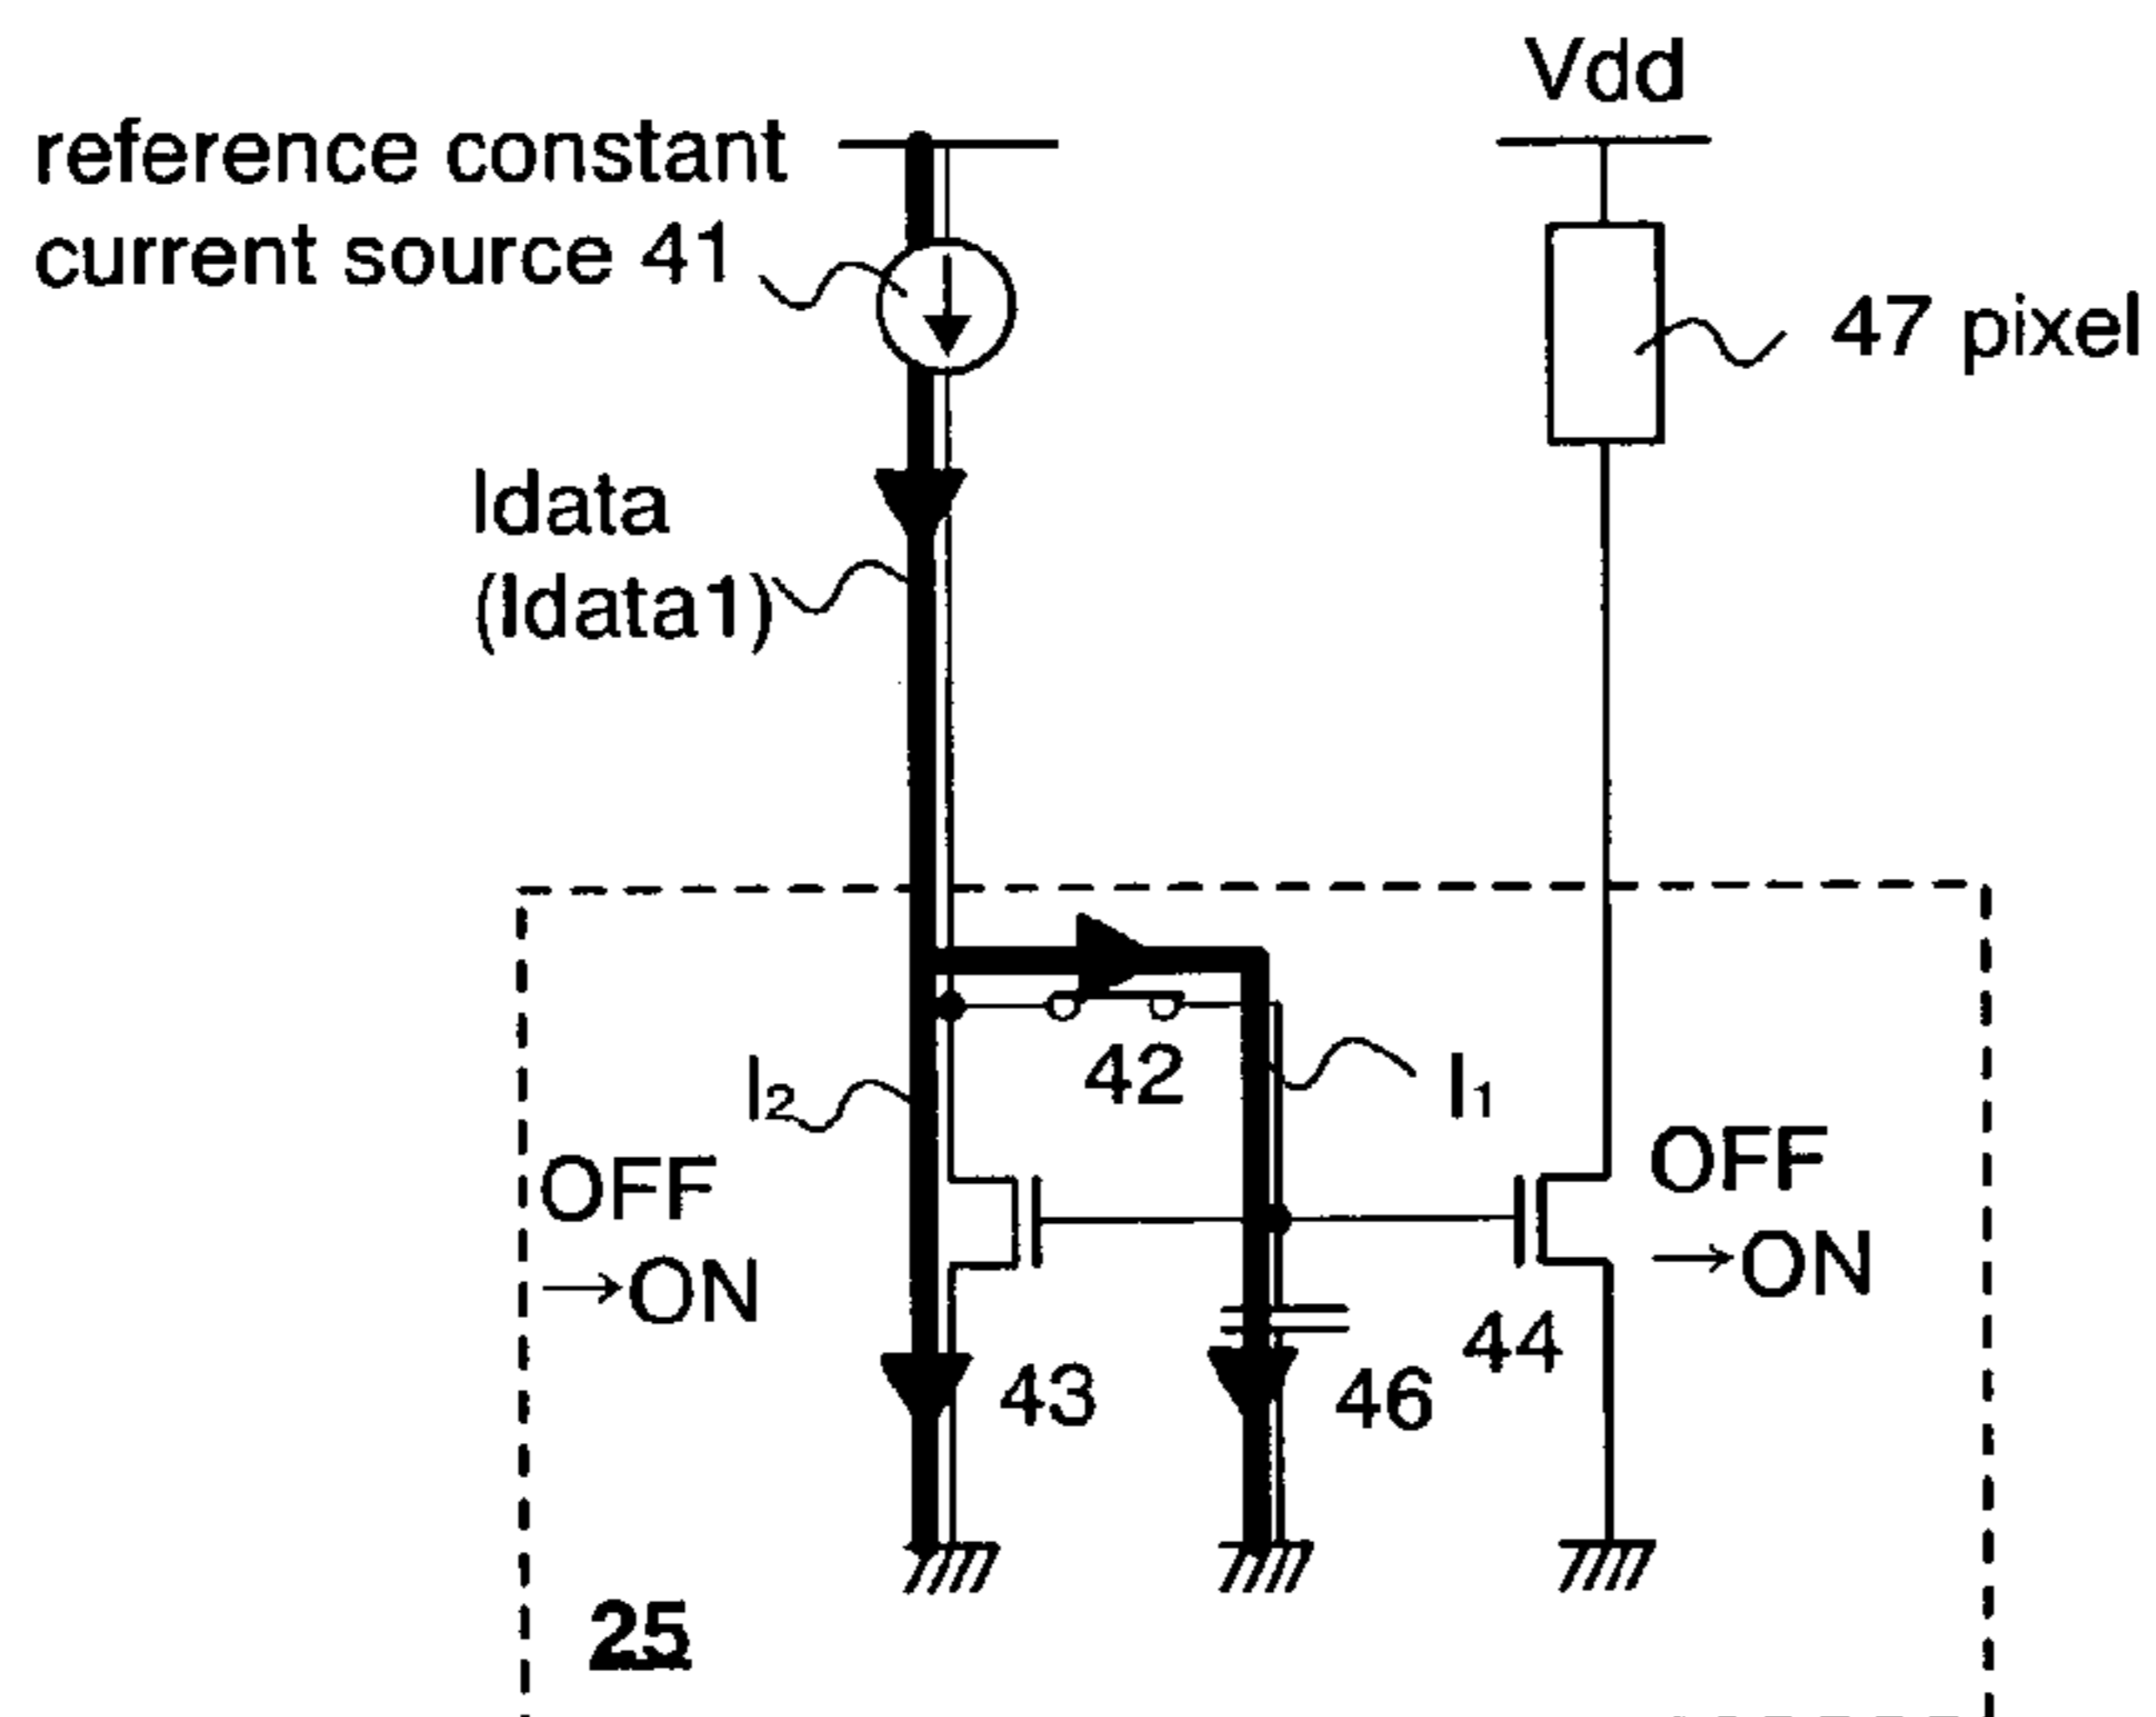 Vdd
reference constant
current source 41
47 pixel
Idata
(Idata1)
42
I₂
I₁
OFF
→ON
OFF
→ON
44
43
46
25